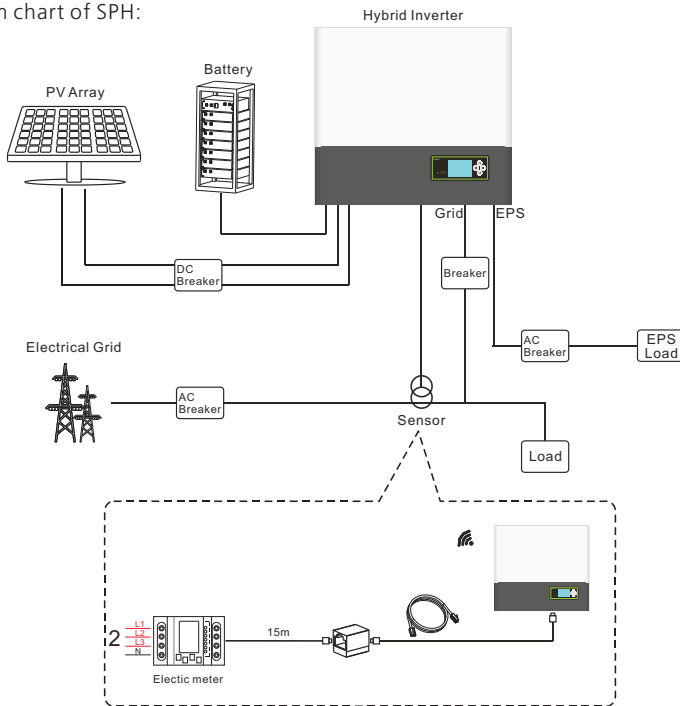 m chart of SPH:
Hybrid Inverter
Battery
PV Array
Grid
EPS
DC
Breaker
Breaker
AC
Breaker
EPS
Load
Electrical Grid
AC
Breaker
Sensor
Load
2
L1
L2
L3
N
15m
Electic meter